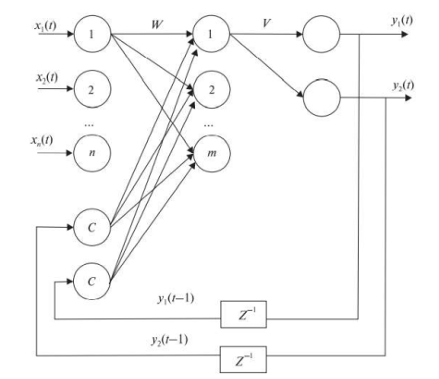 x₁(t) 1 W 1 V y₁(t)
x₂(t) 2 2 y₂(t)
... ...
xₙ(t) n m
C
C
y₁(t−1) Z⁻¹
y₂(t−1) Z⁻¹